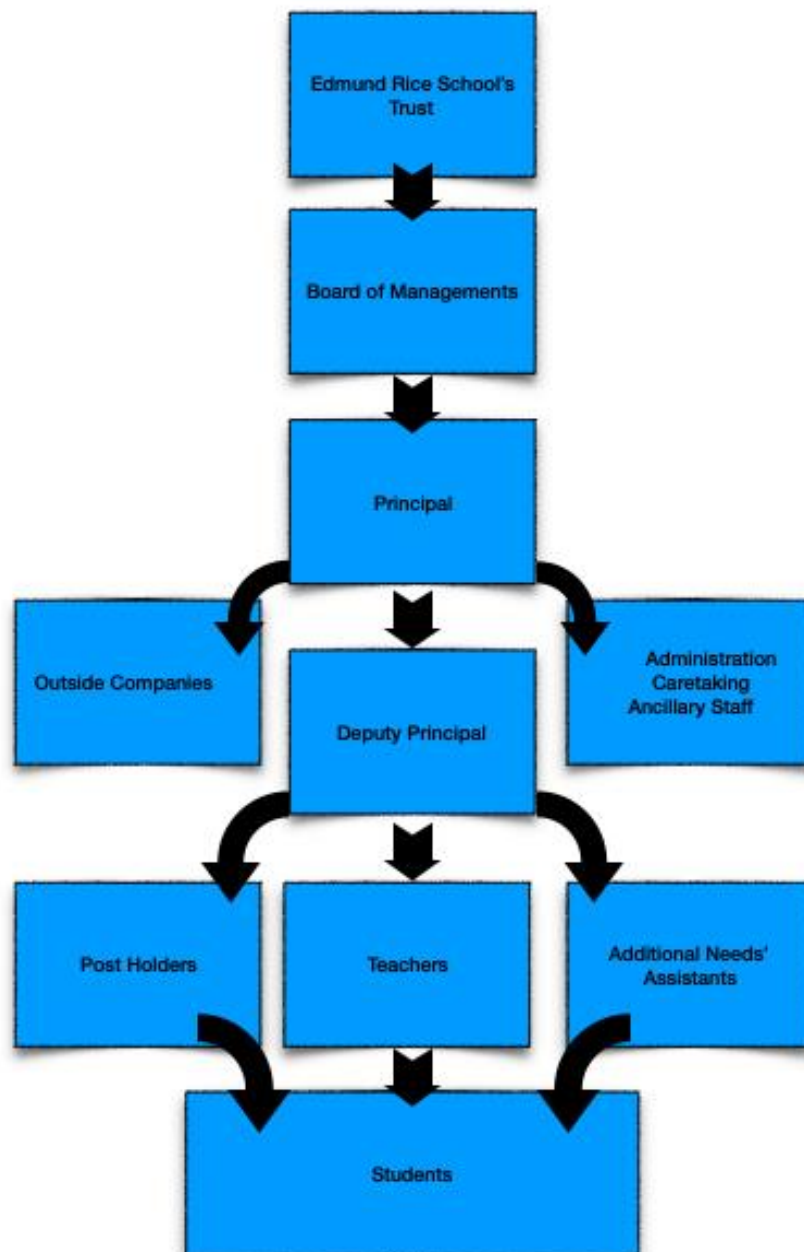 Edmund Rice School's
Trust
Board of Managements
Principal
Outside Companies
Administration
Caretaking
Ancillary Staff
Deputy Principal
Post Holders
Teachers
Additional Needs'
Assistants
Students